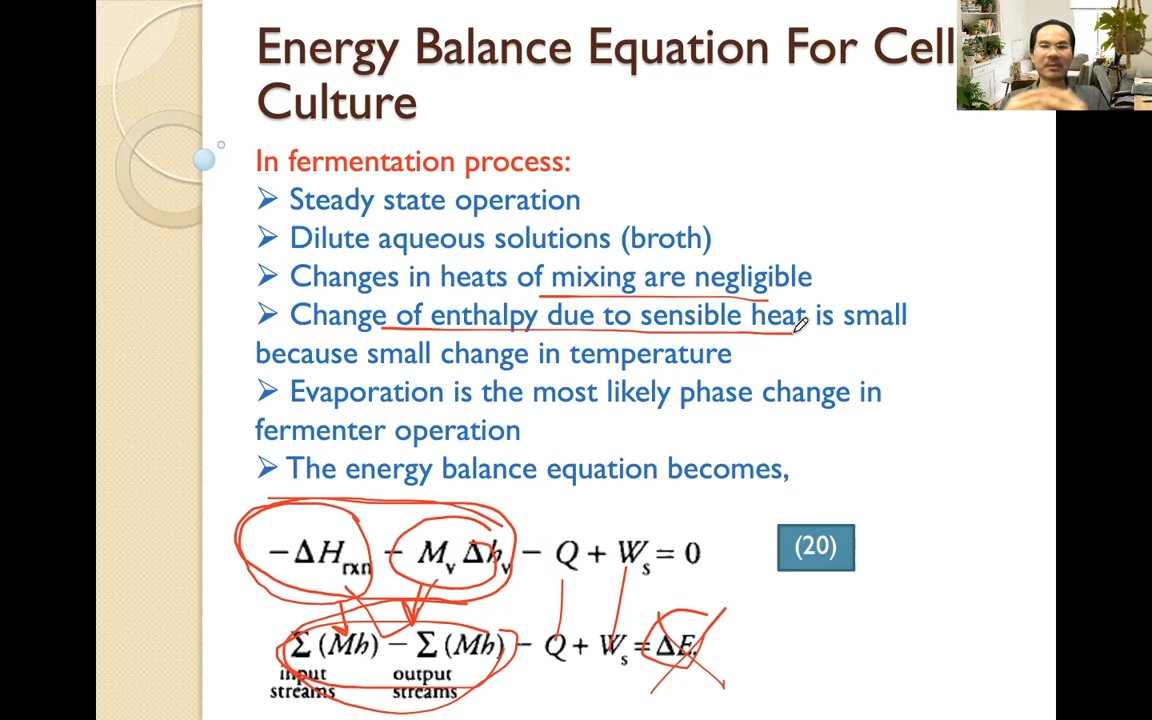 Energy Balance Equation For Cell
Culture
In fermentation process:
➢ Steady state operation
➢ Dilute aqueous solutions (broth)
➢ Changes in heats of mixing are negligible
➢ Change of enthalpy due to sensible heat is small
because small change in temperature
➢ Evaporation is the most likely phase change in
fermenter operation
➢ The energy balance equation becomes,
−ΔH_rxn − M_v Δh_v − Q + W_s = 0
(20)
Σ (Mh) − Σ (Mh) − Q + W_s = ΔE.
input output
streams streams